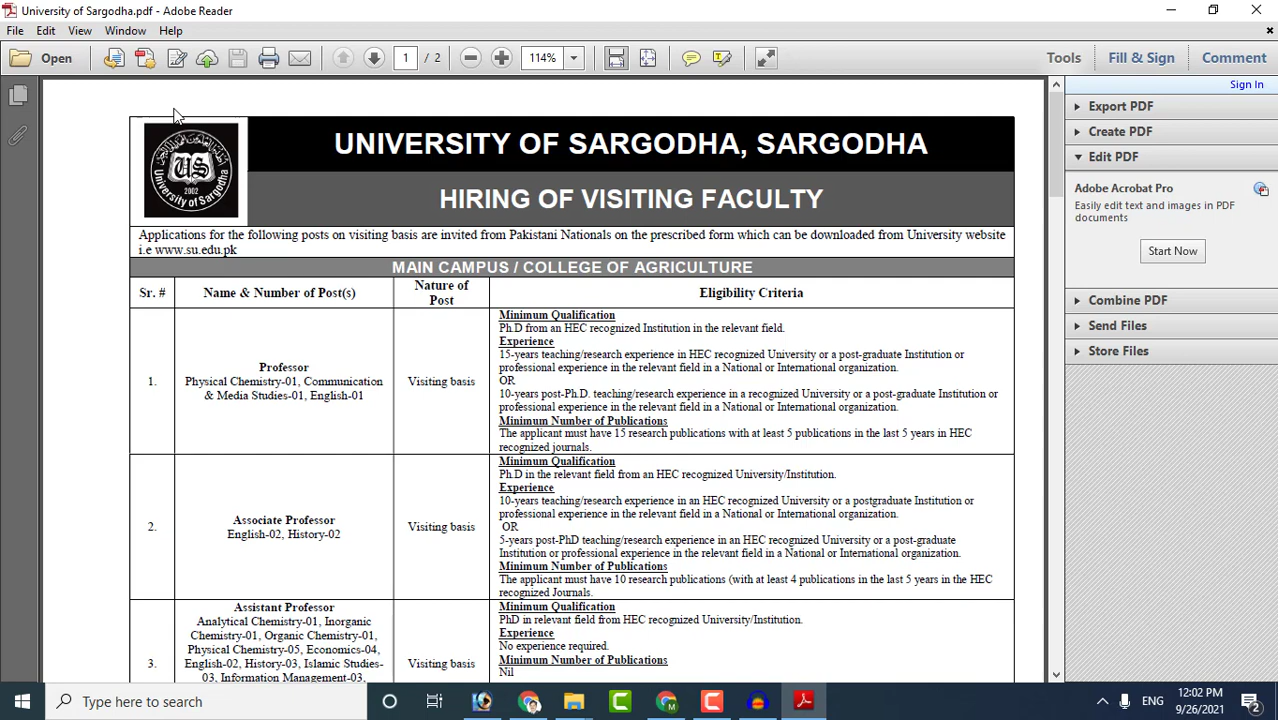 University of Sargodha.pdf - Adobe Reader
File Edit View Window Help
Open
1 / 2
114%
Tools Fill & Sign Comment
Sign In
Export PDF
Create PDF
Edit PDF
Adobe Acrobat Pro
Easily edit text and images in PDF
documents
Start Now
Combine PDF
Send Files
Store Files
US
2002
University of Sargodha
UNIVERSITY OF SARGODHA, SARGODHA
HIRING OF VISITING FACULTY
Applications for the following posts on visiting basis are invited from Pakistani Nationals on the prescribed form which can be downloaded from University website
i.e www.su.edu.pk
MAIN CAMPUS / COLLEGE OF AGRICULTURE
Sr. # Name & Number of Post(s) Nature of Post Eligibility Criteria
1.
Professor
Physical Chemistry-01, Communication
& Media Studies-01, English-01
Visiting basis
Minimum Qualification
Ph.D from an HEC recognized Institution in the relevant field.
Experience
15-years teaching/research experience in HEC recognized University or a post-graduate Institution or
professional experience in the relevant field in a National or International organization.
OR
10-years post-Ph.D. teaching/research experience in a recognized University or a post-graduate Institution or
professional experience in the relevant field in a National or International organization.
Minimum Number of Publications
The applicant must have 15 research publications with at least 5 publications in the last 5 years in HEC
recognized journals.
2.
Associate Professor
English-02, History-02
Visiting basis
Minimum Qualification
Ph.D in the relevant field from an HEC recognized University/Institution.
Experience
10-years teaching/research experience in an HEC recognized University or a postgraduate Institution or
professional experience in the relevant field in a National or International organization.
OR
5-years post-PhD teaching/research experience in an HEC recognized University or a post-graduate
Institution or professional experience in the relevant field in a National or International organization.
Minimum Number of Publications
The applicant must have 10 research publications (with at least 4 publications in the last 5 years in the HEC
recognized Journals.
3.
Assistant Professor
Analytical Chemistry-01, Inorganic
Chemistry-01, Organic Chemistry-01,
Physical Chemistry-05, Economics-04,
English-02, History-03, Islamic Studies-
03, Information Management-03,
Visiting basis
Minimum Qualification
PhD in relevant field from HEC recognized University/Institution.
Experience
No experience required.
Minimum Number of Publications
Nil
Type here to search
ENG
12:02 PM
9/26/2021
2